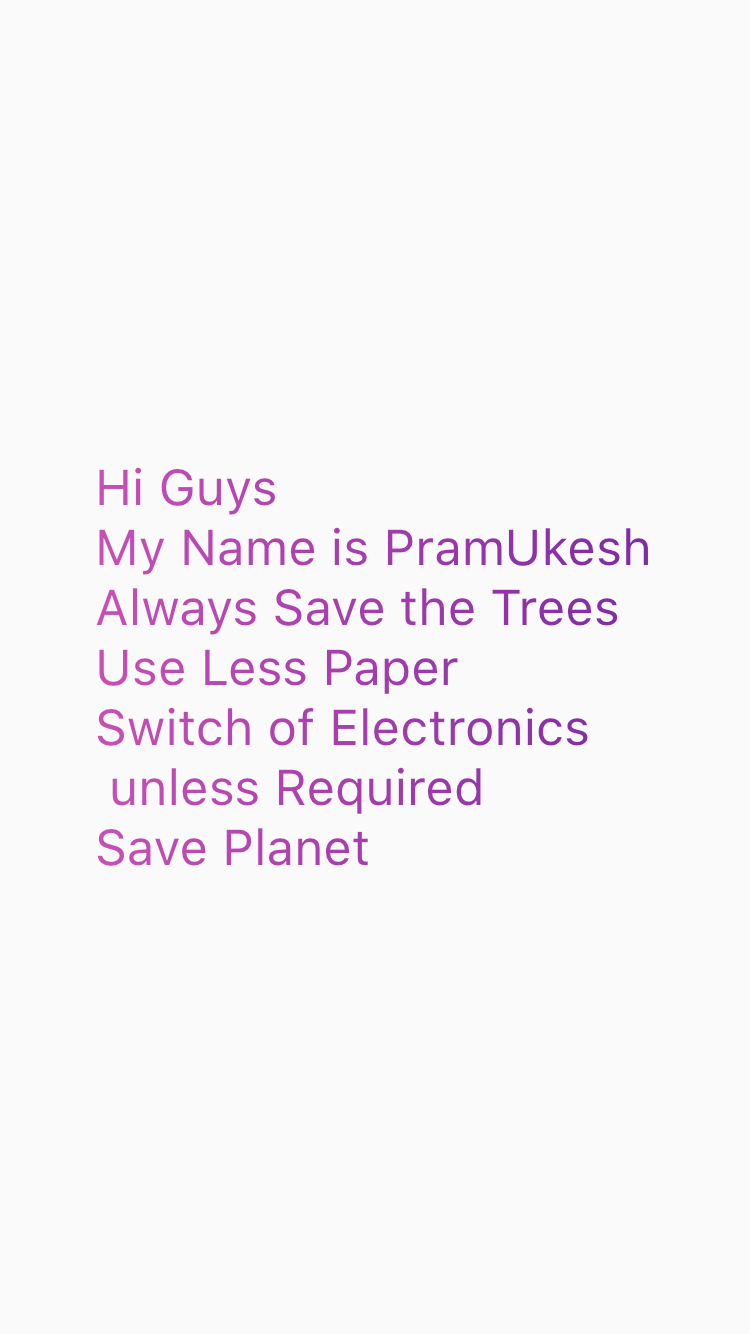 Hi Guys
My Name is PramUkesh
Always Save the Trees
Use Less Paper
Switch of Electronics
unless Required
Save Planet